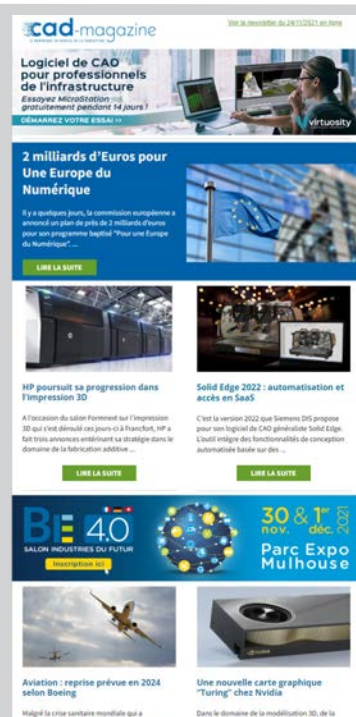 cad-magazine
Voir la newsletter du 24/11/2021 en ligne
Logiciel de CAO
pour professionnels
de l'infrastructure
Essayez MicroStation
gratuitement pendant 14 jours !
DÉMARREZ VOTRE ESSAI >>
virtuosity
2 milliards d'Euros pour
Une Europe du
Numérique
Il y a quelques jours, la commission européenne a
annoncé un plan de près de 2 milliards d'euros
pour son programme baptisé "Pour une Europe
du Numérique". ...
LIRE LA SUITE
HP poursuit sa progression dans
l'impression 3D
A l'occasion du salon Formnext sur l'impression
3D qui s'est déroulé ces jours-ci à Francfort, HP a
fait trois annonces entérinant sa stratégie dans le
domaine de la fabrication additive ...
LIRE LA SUITE
Solid Edge 2022 : automatisation et
accès en SaaS
C'est la version 2022 que Siemens DIS propose
pour son logiciel de CAO généraliste Solid Edge.
L'outil intègre des fonctionnalités de conception
automatisée basée sur des ...
LIRE LA SUITE
BE 4.0
SALON INDUSTRIES DU FUTUR
Inscription ici
30 & 1er
nov. déc. 2021
Parc Expo
Mulhouse
Aviation : reprise prévue en 2024
selon Boeing
Malgré la crise sanitaire mondiale qui a
Une nouvelle carte graphique
"Turing" chez Nvidia
Dans le domaine de la modélisation 3D, de la